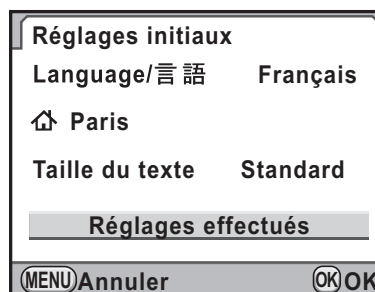 Réglages initiaux
Language/言語 Français
Paris
Taille du texte Standard
Réglages effectués
MENU Annuler OK OK